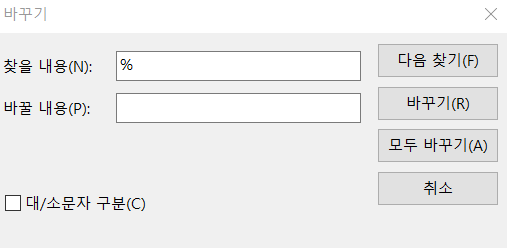 바꾸기
찾을 내용(N): %
다음 찾기(F)
바꿀 내용(P):
바꾸기(R)
모두 바꾸기(A)
취소
대/소문자 구분(C)